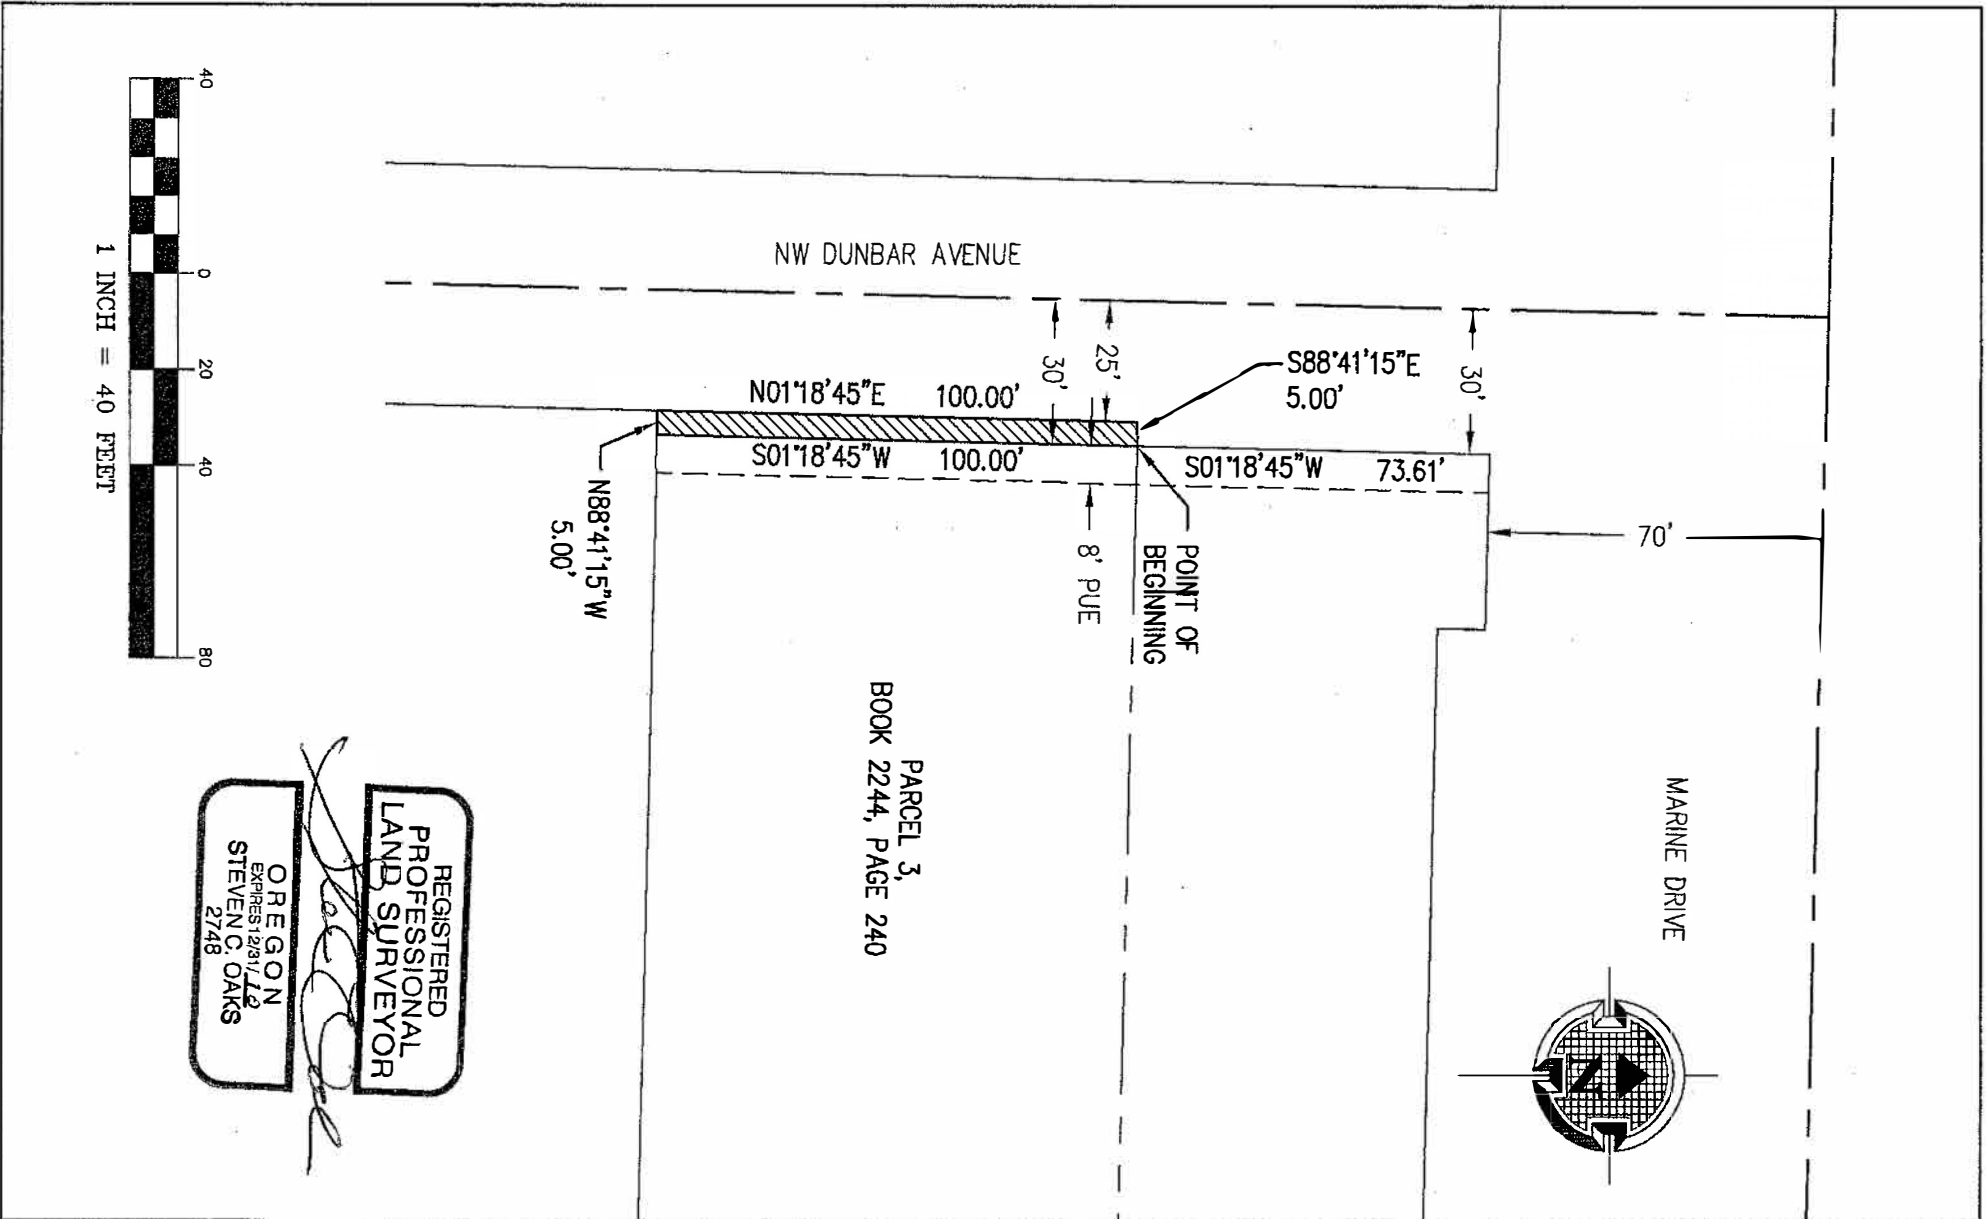 NW DUNBAR AVENUE
MARINE DRIVE
N01°18'45"E 100.00'
S01°18'45"W 100.00'
S01°18'45"W 73.61'
S88°41'15"E
5.00'
N88°41'15"W
5.00'
25'
30'
30'
70'
8' PUE
POINT OF
BEGINNING
PARCEL 3,
BOOK 2244, PAGE 240
N
40
0
20
40
80
1 INCH = 40 FEET
REGISTERED
PROFESSIONAL
LAND SURVEYOR
OREGON
EXPIRES 12/31/
STEVEN C. OAKS
2748